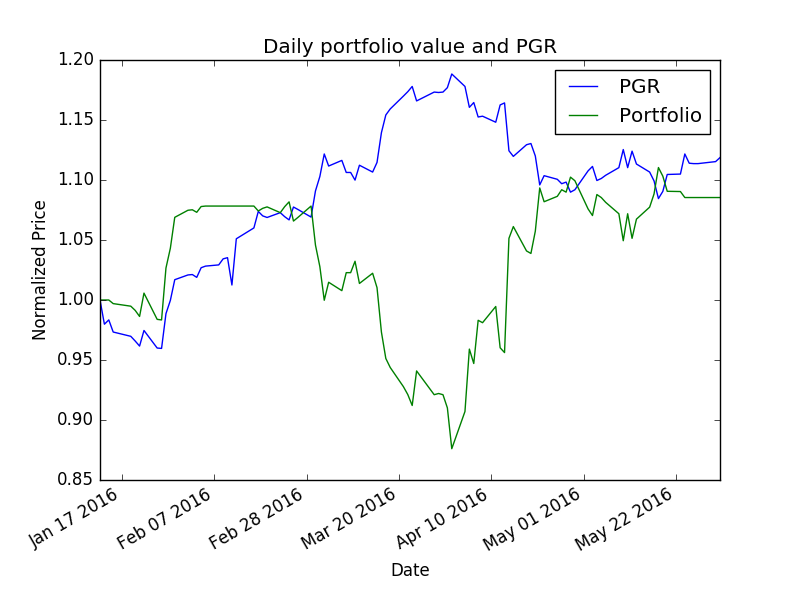 Daily portfolio value and PGR
PGR
Portfolio
1.20
1.15
1.10
1.05
1.00
0.95
0.90
0.85
Normalized Price
Jan 17 2016
Feb 07 2016
Feb 28 2016
Mar 20 2016
Apr 10 2016
May 01 2016
May 22 2016
Date